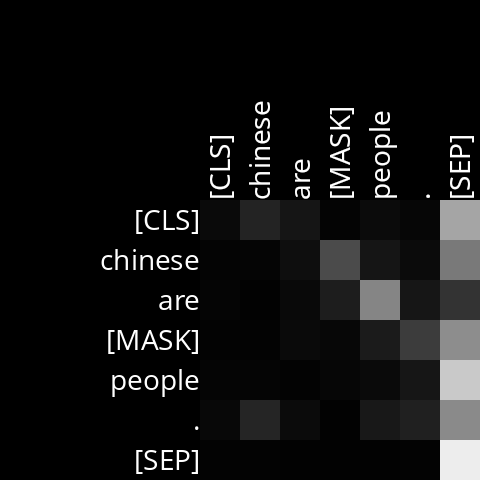 [CLS]
chinese
are
[MASK]
people
.
[SEP]
[CLS]
chinese
are
[MASK]
people
.
[SEP]